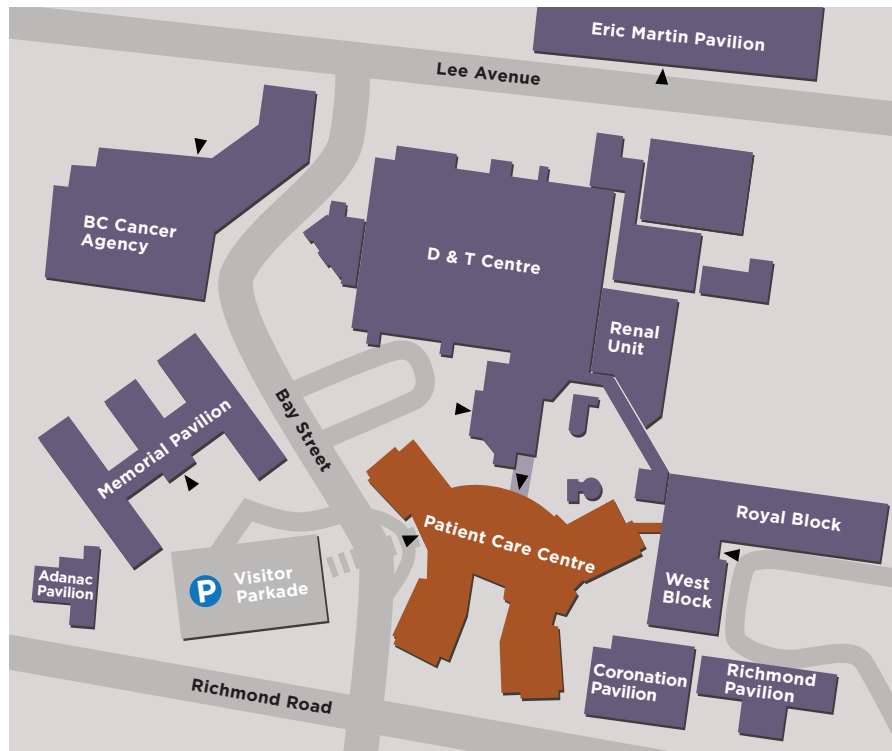 Eric Martin Pavilion
Lee Avenue
BC Cancer
Agency
D & T Centre
Renal
Unit
Bay Street
Memorial Pavilion
Royal Block
Patient Care Centre
P
Visitor
Parkade
Adanac
Pavilion
West
Block
Coronation
Pavilion
Richmond
Pavilion
Richmond Road